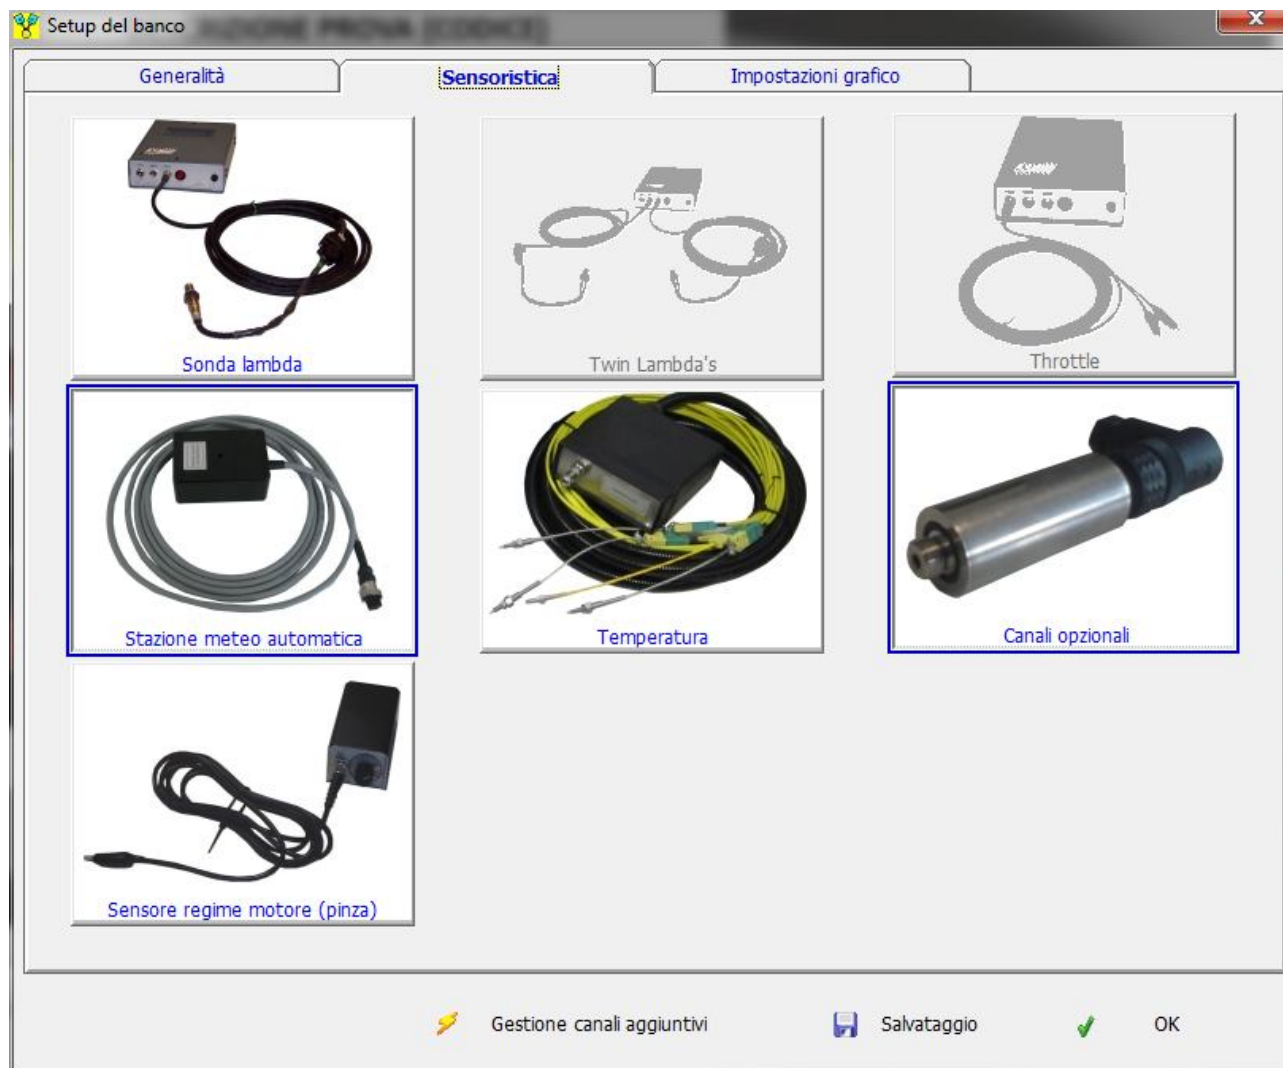 Setup del banco
Generalità
Sensoristica
Impostazioni grafico
Sonda lambda
Twin Lambda's
Throttle
Stazione meteo automatica
Temperatura
Canali opzionali
Sensore regime motore (pinza)
Gestione canali aggiuntivi
Salvataggio
OK